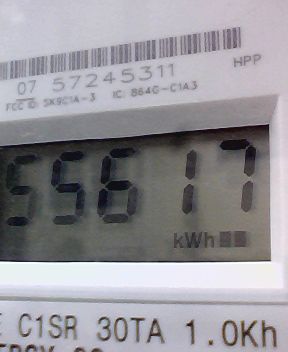 07 57245311
HPP
FCC ID: SK9C1A-3 IC: 864G-C1A3
55617
kWh
C1SR 30TA 1.0Kh